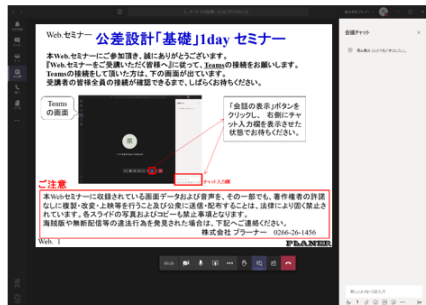 Web.セミナー 公差設計「基礎」1day セミナー
本Web.セミナーにご参加頂き、誠にありがとうございます。
『Web.セミナーをご受講いただく皆様へ』に従って、Teamsの接続をお願いします。
Teamsの接続をして頂いた方は、下の画面が出ています。
受講者の皆様全員の接続が確認できるまで、しばらくお待ちください。
Teams
の画面
「会話の表示」ボタンを
クリックし、右側にチャ
ット入力欄を表示させた
状態でお待ちください。
チャット入力欄
ご注意
本Webセミナーに収録されている画面データおよび音声を、その一部でも、著作権者の許諾
なしに複製・改変・上映等を行うこと及び公衆に送信・配布することは、法律により固く禁止さ
れています。各スライドの写真およびコピーも禁止事項となります。
海賊版や無断配信等の違法行為を発見された場合は、下記へご連絡ください。
株式会社 プラーナー 0266-26-1456
Web. 1
PLANER
会議チャット